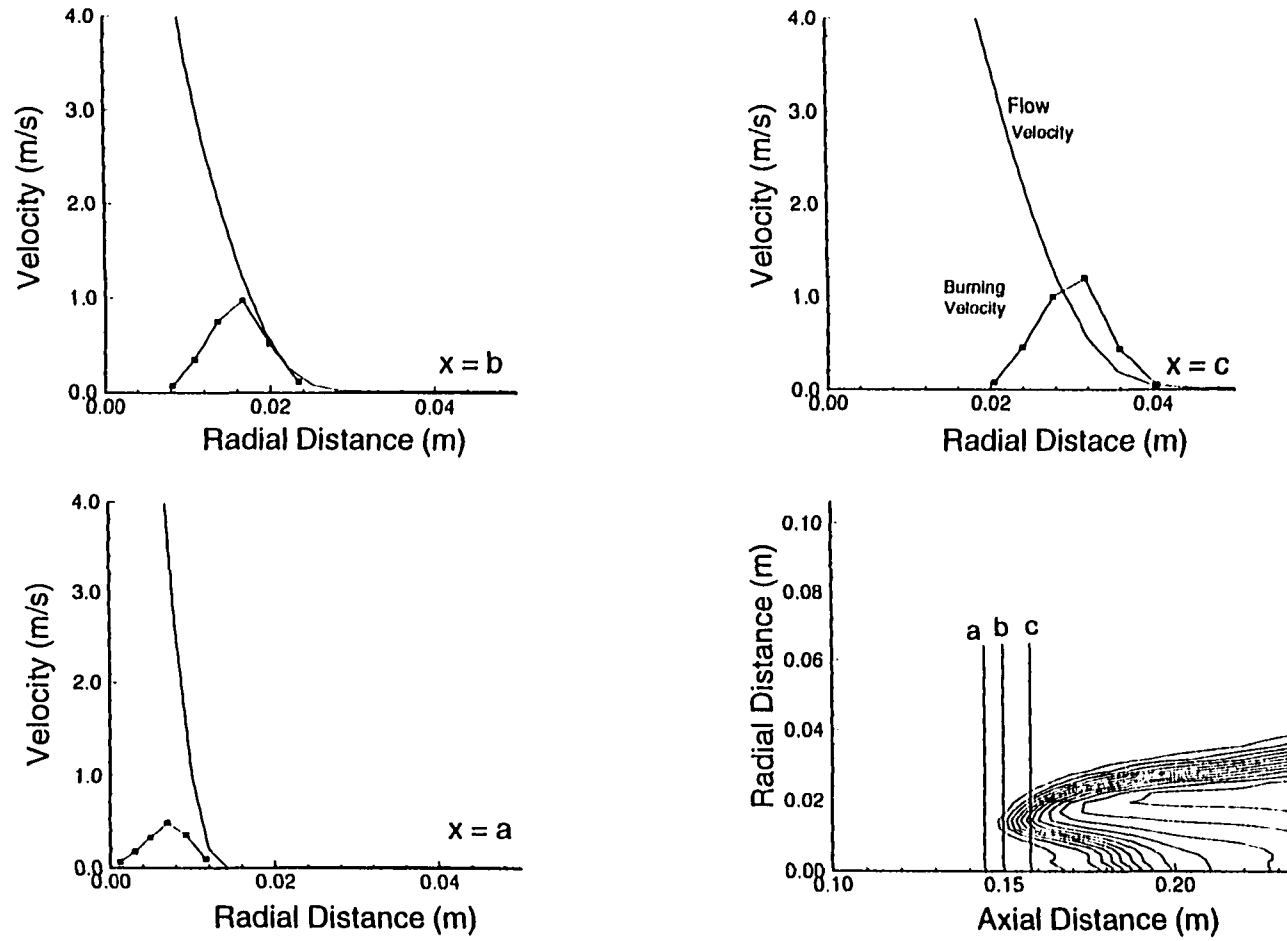 4.0
3.0
2.0
1.0
0.0
Velocity (m/s)
x = b
0.00
0.02
0.04
Radial Distance (m)
4.0
3.0
2.0
1.0
0.0
Velocity (m/s)
Flow
Velocity
Burning
Velocity
x = c
0.00
0.02
0.04
Radial Distace (m)
4.0
3.0
2.0
1.0
0.0
Velocity (m/s)
x = a
0.00
0.02
0.04
Radial Distance (m)
0.10
0.08
0.06
0.04
0.02
0.00
Radial Distance (m)
a b c
0.10
0.15
0.20
Axial Distance (m)